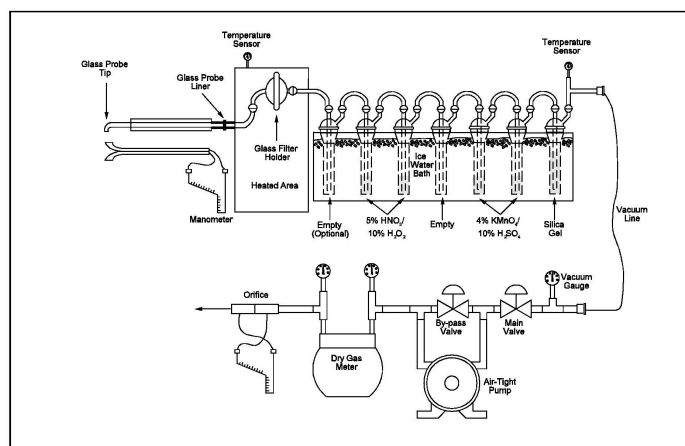 Temperature
Sensor
Temperature
Sensor
Glass Probe
Tip
Glass Probe
Liner
Glass Filter
Holder
Heated Area
Manometer
Ice
Water
Bath
Empty
(Optional)
5% HNO₃/
10% H₂O₂
Empty
4% KMnO₄/
10% H₂SO₄
Silica
Gel
Vacuum
Line
Vacuum
Gauge
Orifice
By-pass
Valve
Main
Valve
Dry Gas
Meter
Air-Tight
Pump